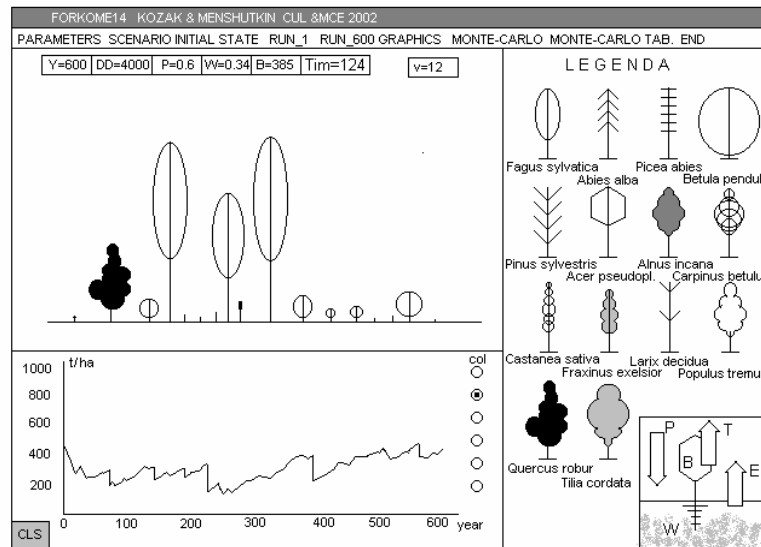 FORKOME14 KOZAK & MENSHUTKIN CUL &MCE 2002
PARAMETERS SCENARIO INITIAL STATE RUN_1 RUN_600 GRAPHICS MONTE-CARLO MONTE-CARLO TAB. END
Y=600 DD=4000 P=0.6 W=0.34 B=385 Tim=124 v=12
LEGENDA
Fagus sylvatica Picea abies
Abies alba Betula pendul
Pinus sylvestris Alnus incana
Acer pseudopl. Carpinus betulu
Castanea sativa Larix decidua
Fraxinus exelsior Populus tremu
Quercus robur
Tilia cordata
P T
B
E
W
t/ha col
1000
800
600
400
200
0 100 200 300 400 500 600 year
CLS